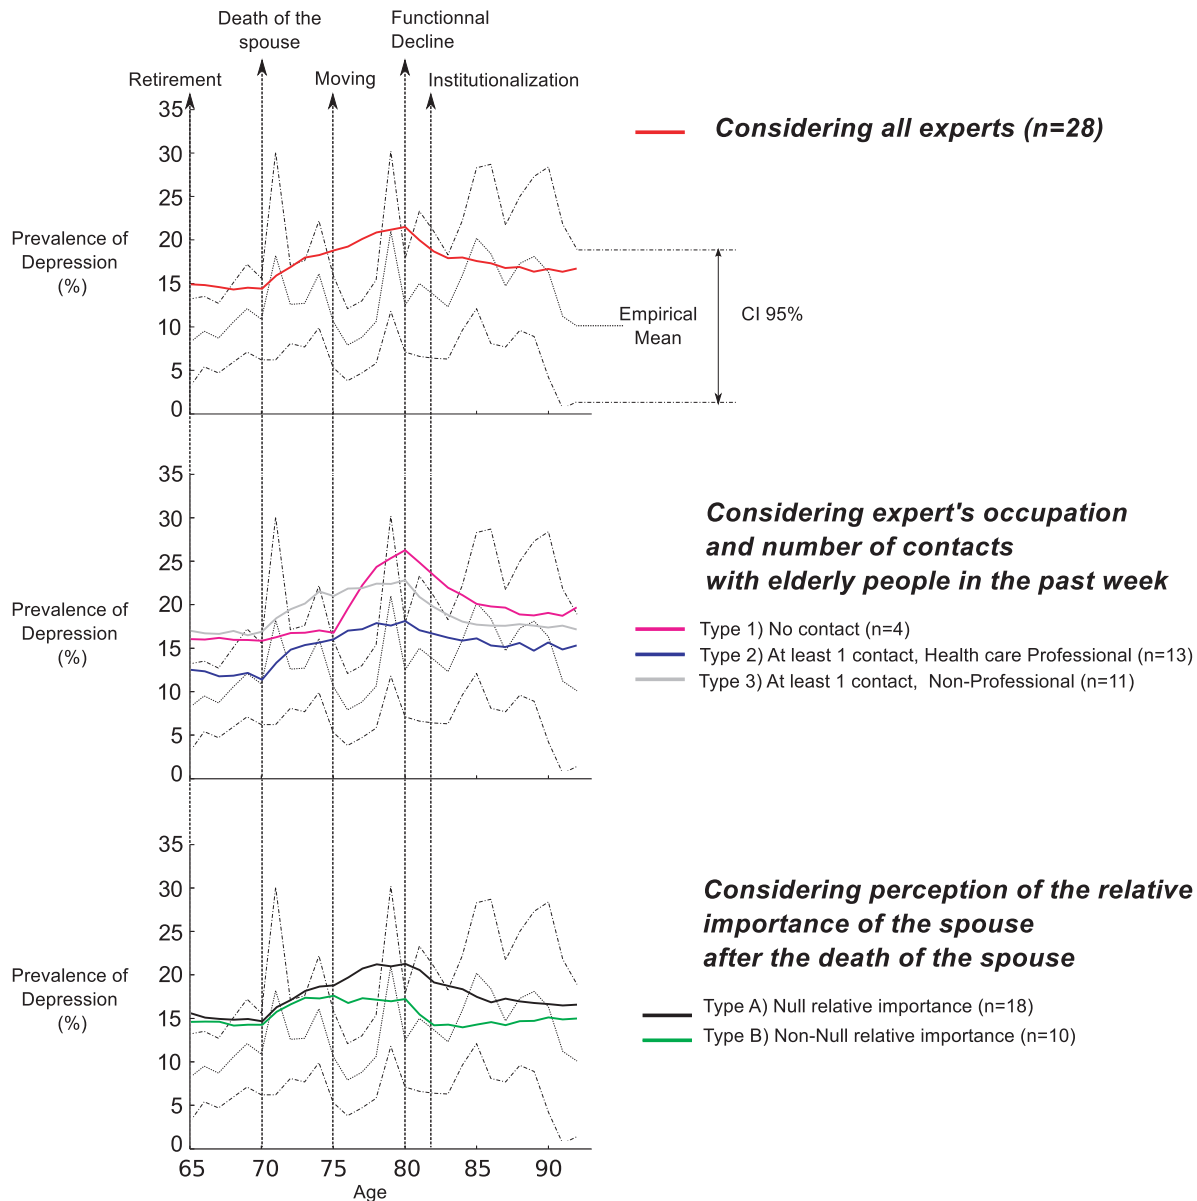 Death of the
spouse
Functionnal
Decline
Retirement
Moving
Institutionalization
35
30
25
20
15
10
5
0
Prevalence of
Depression
(%)
Considering all experts (n=28)
Empirical
Mean
CI 95%
35
30
25
20
15
10
5
0
Prevalence of
Depression
(%)
Considering expert's occupation
and number of contacts
with elderly people in the past week
Type 1) No contact (n=4)
Type 2) At least 1 contact, Health care Professional (n=13)
Type 3) At least 1 contact, Non-Professional (n=11)
35
30
25
20
15
10
5
0
Prevalence of
Depression
(%)
Considering perception of the relative
importance of the spouse
after the death of the spouse
Type A) Null relative importance (n=18)
Type B) Non-Null relative importance (n=10)
65 70 75 80 85 90
Age